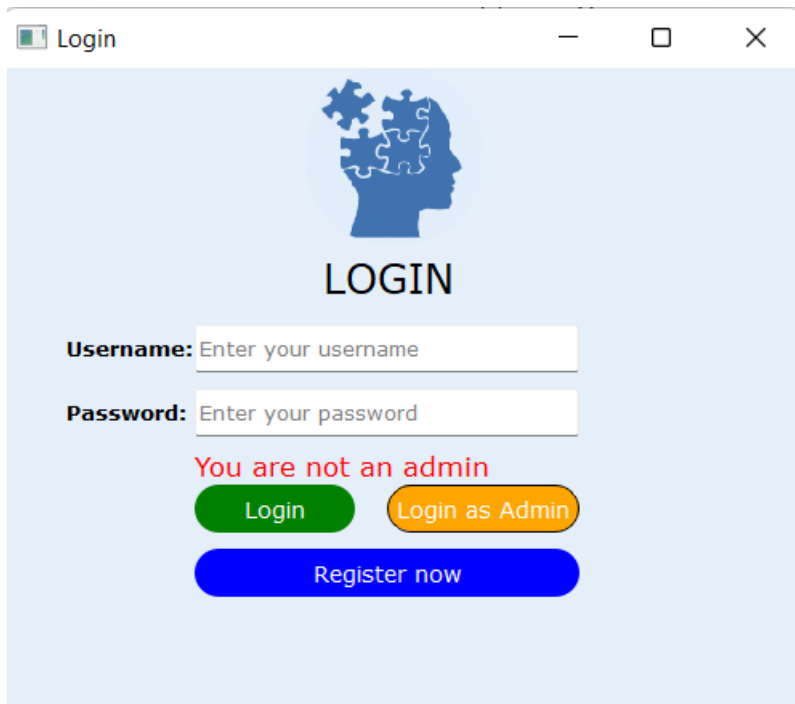 Login
LOGIN
Username: Enter your username
Password: Enter your password
You are not an admin
Login Login as Admin
Register now